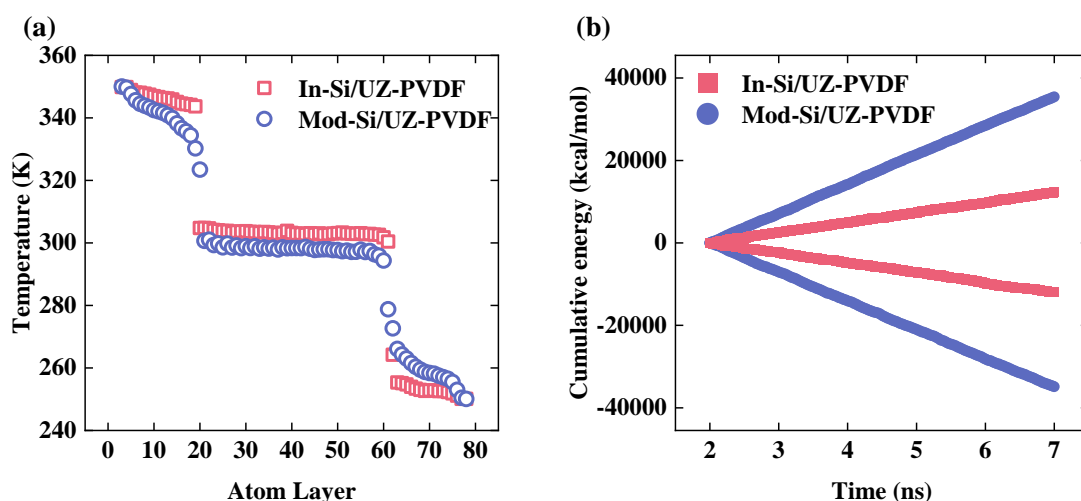 (a)
360
340
320
300
280
260
240
Temperature (K)
In-Si/UZ-PVDF
Mod-Si/UZ-PVDF
0 10 20 30 40 50 60 70 80
Atom Layer
(b)
40000
20000
0
-20000
-40000
Cumulative energy (kcal/mol)
In-Si/UZ-PVDF
Mod-Si/UZ-PVDF
2 3 4 5 6 7
Time (ns)